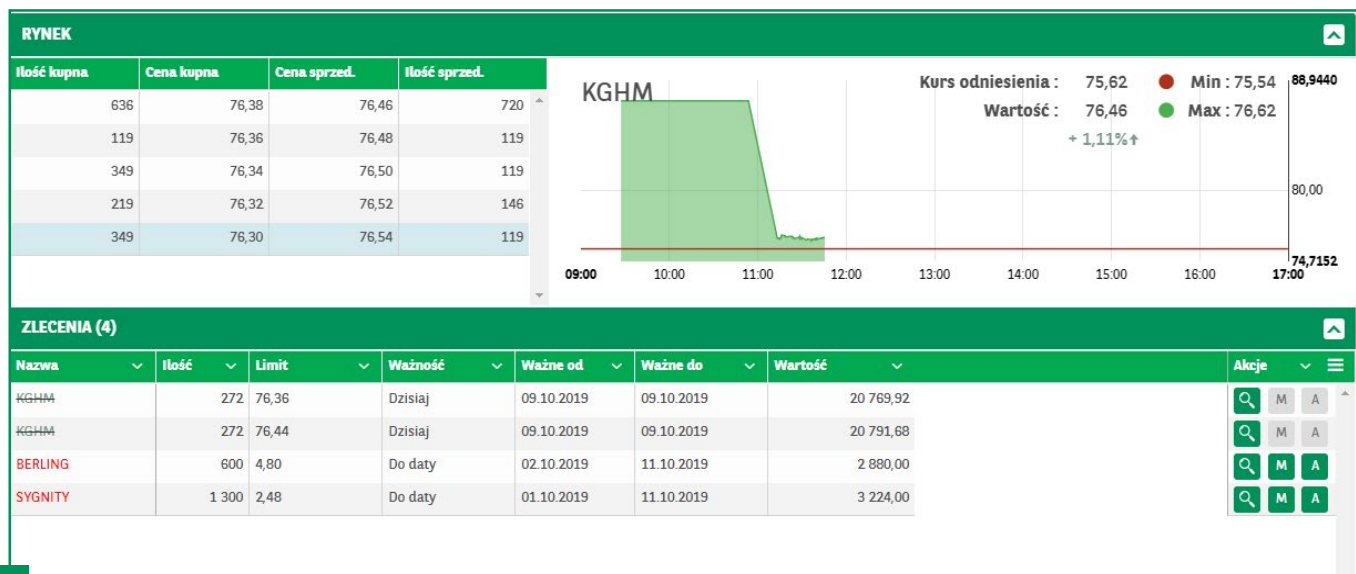 RYNEK
Ilość kupna Cena kupna Cena sprzed. Ilość sprzed.
636 76,38 76,46 720
119 76,36 76,48 119
349 76,34 76,50 119
219 76,32 76,52 146
349 76,30 76,54 119
KGHM
Kurs odniesienia : 75,62 Min : 75,54
Wartość : 76,46 Max : 76,62
+ 1,11%↑
88,9440
80,00
74,7152
09:00 10:00 11:00 12:00 13:00 14:00 15:00 16:00 17:00
ZLECENIA (4)
Nazwa Ilość Limit Ważność Ważne od Ważne do Wartość Akcje
KGHM 272 76,36 Dzisiaj 09.10.2019 09.10.2019 20 769,92 M A
KGHM 272 76,44 Dzisiaj 09.10.2019 09.10.2019 20 791,68 M A
BERLING 600 4,80 Do daty 02.10.2019 11.10.2019 2 880,00 M A
SYGNITY 1 300 2,48 Do daty 01.10.2019 11.10.2019 3 224,00 M A